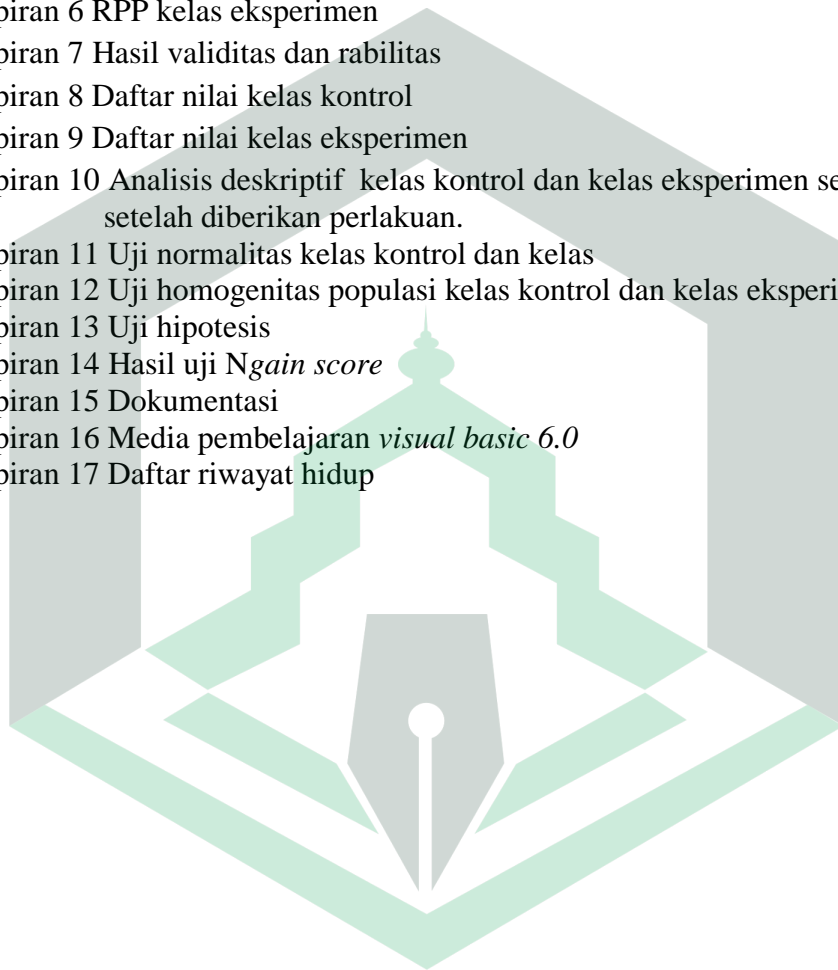 piran 6 RPP kelas eksperimen
piran 7 Hasil validitas dan rabilitas
piran 8 Daftar nilai kelas kontrol
piran 9 Daftar nilai kelas eksperimen
piran 10 Analisis deskriptif kelas kontrol dan kelas eksperimen se
setelah diberikan perlakuan.
piran 11 Uji normalitas kelas kontrol dan kelas
piran 12 Uji homogenitas populasi kelas kontrol dan kelas eksperi
piran 13 Uji hipotesis
piran 14 Hasil uji Ngain score
piran 15 Dokumentasi
piran 16 Media pembelajaran visual basic 6.0
piran 17 Daftar riwayat hidup